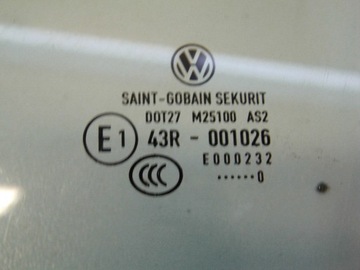 SAINT-GOBAIN SEKURIT
DOT27 M25100 AS2
E1 43R - 001026
E000232
CCC
······0